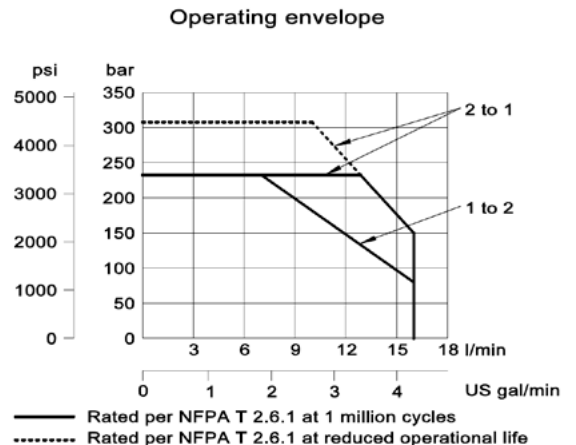 Operating envelope
psi
bar
5000
4000
3000
2000
1000
0
350
300
250
200
150
100
50
0
2 to 1
1 to 2
3 6 9 12 15 18 l/min
0 1 2 3 4 US gal/min
Rated per NFPA T 2.6.1 at 1 million cycles
Rated per NFPA T 2.6.1 at reduced operational life